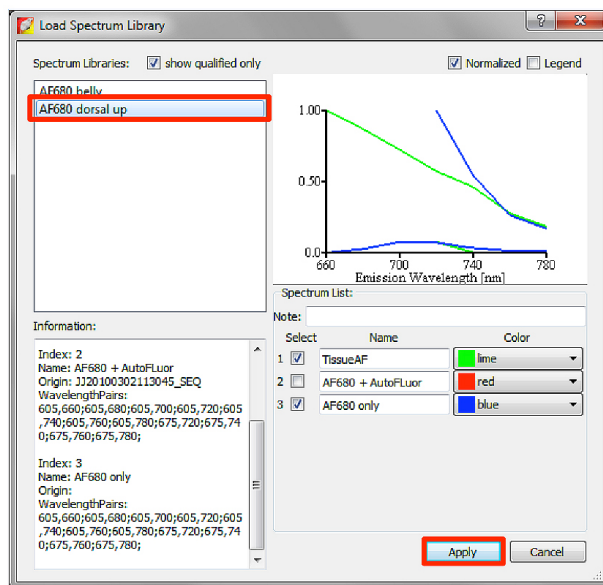 Load Spectrum Library
?
X
Spectrum Libraries:
show qualified only
Normalized
Legend
AF680 belly
AF680 dorsal up
1.00
0.50
0.0
660
700
740
780
Emission Wavelength [nm]
Spectrum List:
Note:
Select
Name
Color
1
TissueAF
lime
2
AF680 + AutoFLuor
red
3
AF680 only
blue
Information:
Index: 2
Name: AF680 + AutoFLuor
Origin: JJ20100302113045_SEQ
WavelengthPairs:
605,660;605,680;605,700;605,720;605
,740;605,760;605,780;675,720;675,74
0;675,760;675,780;
Index: 3
Name: AF680 only
Origin:
WavelengthPairs:
605,660;605,680;605,700;605,720;605
,740;605,760;605,780;675,720;675,74
0;675,760;675,780;
Apply
Cancel